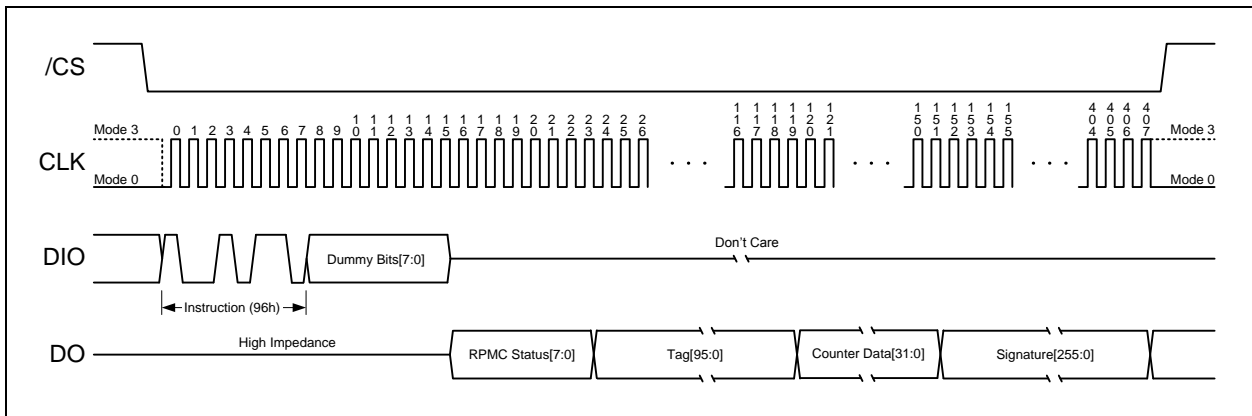 /CS
Mode 3
0 1 2 3 4 5 6 7 8 9 10 11 12 13 14 15 16 17 18 19 20 21 22 23 24 25 26
116 117 118 119 120 121
150 151 152 153 154 155
404 405 406 407
Mode 3
CLK
. . .
. . .
. . .
Mode 0
Mode 0
DIO
Dummy Bits[7:0]
Don't Care
Instruction (96h)
DO
High Impedance
RPMC Status[7:0]
Tag[95:0]
Counter Data[31:0]
Signature[255:0]